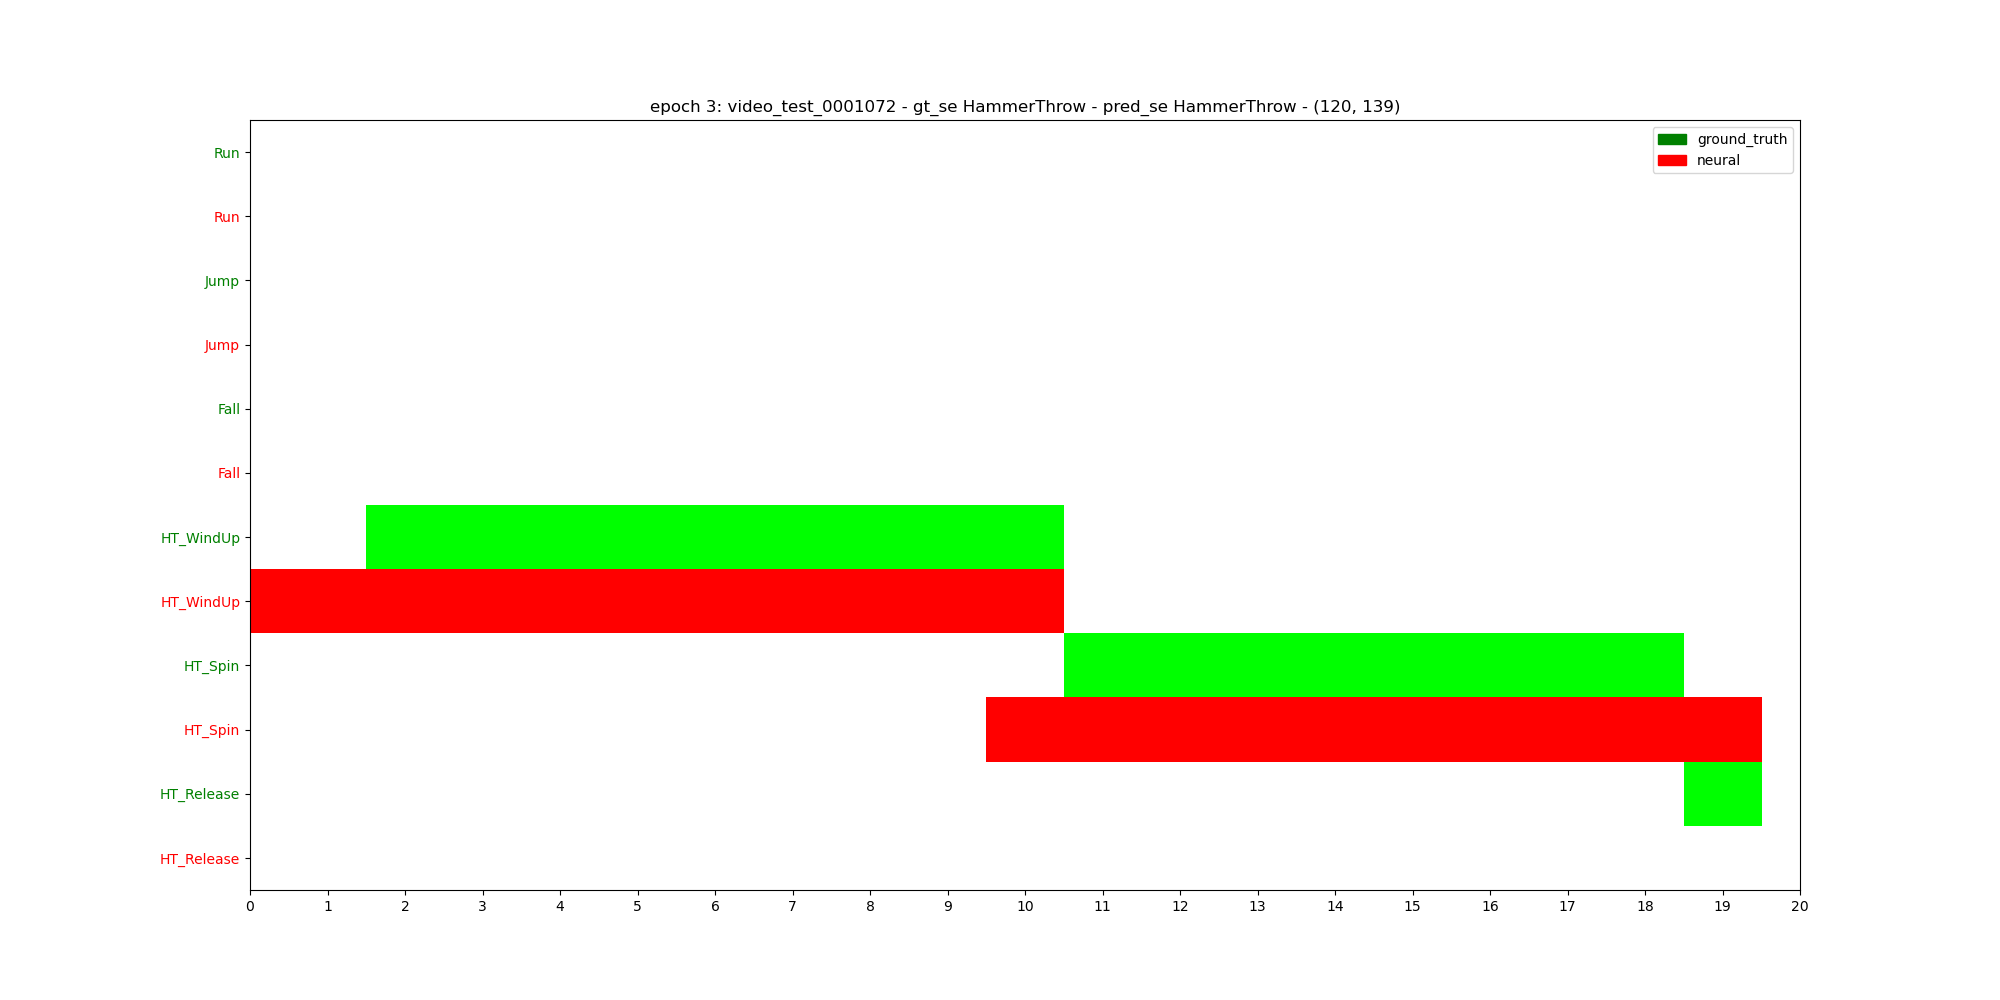 epoch 3: video_test_0001072 - gt_se HammerThrow - pred_se HammerThrow - (120, 139)
ground_truth
neural
Run
Run
Jump
Jump
Fall
Fall
HT_WindUp
HT_WindUp
HT_Spin
HT_Spin
HT_Release
HT_Release
0 1 2 3 4 5 6 7 8 9 10 11 12 13 14 15 16 17 18 19 20